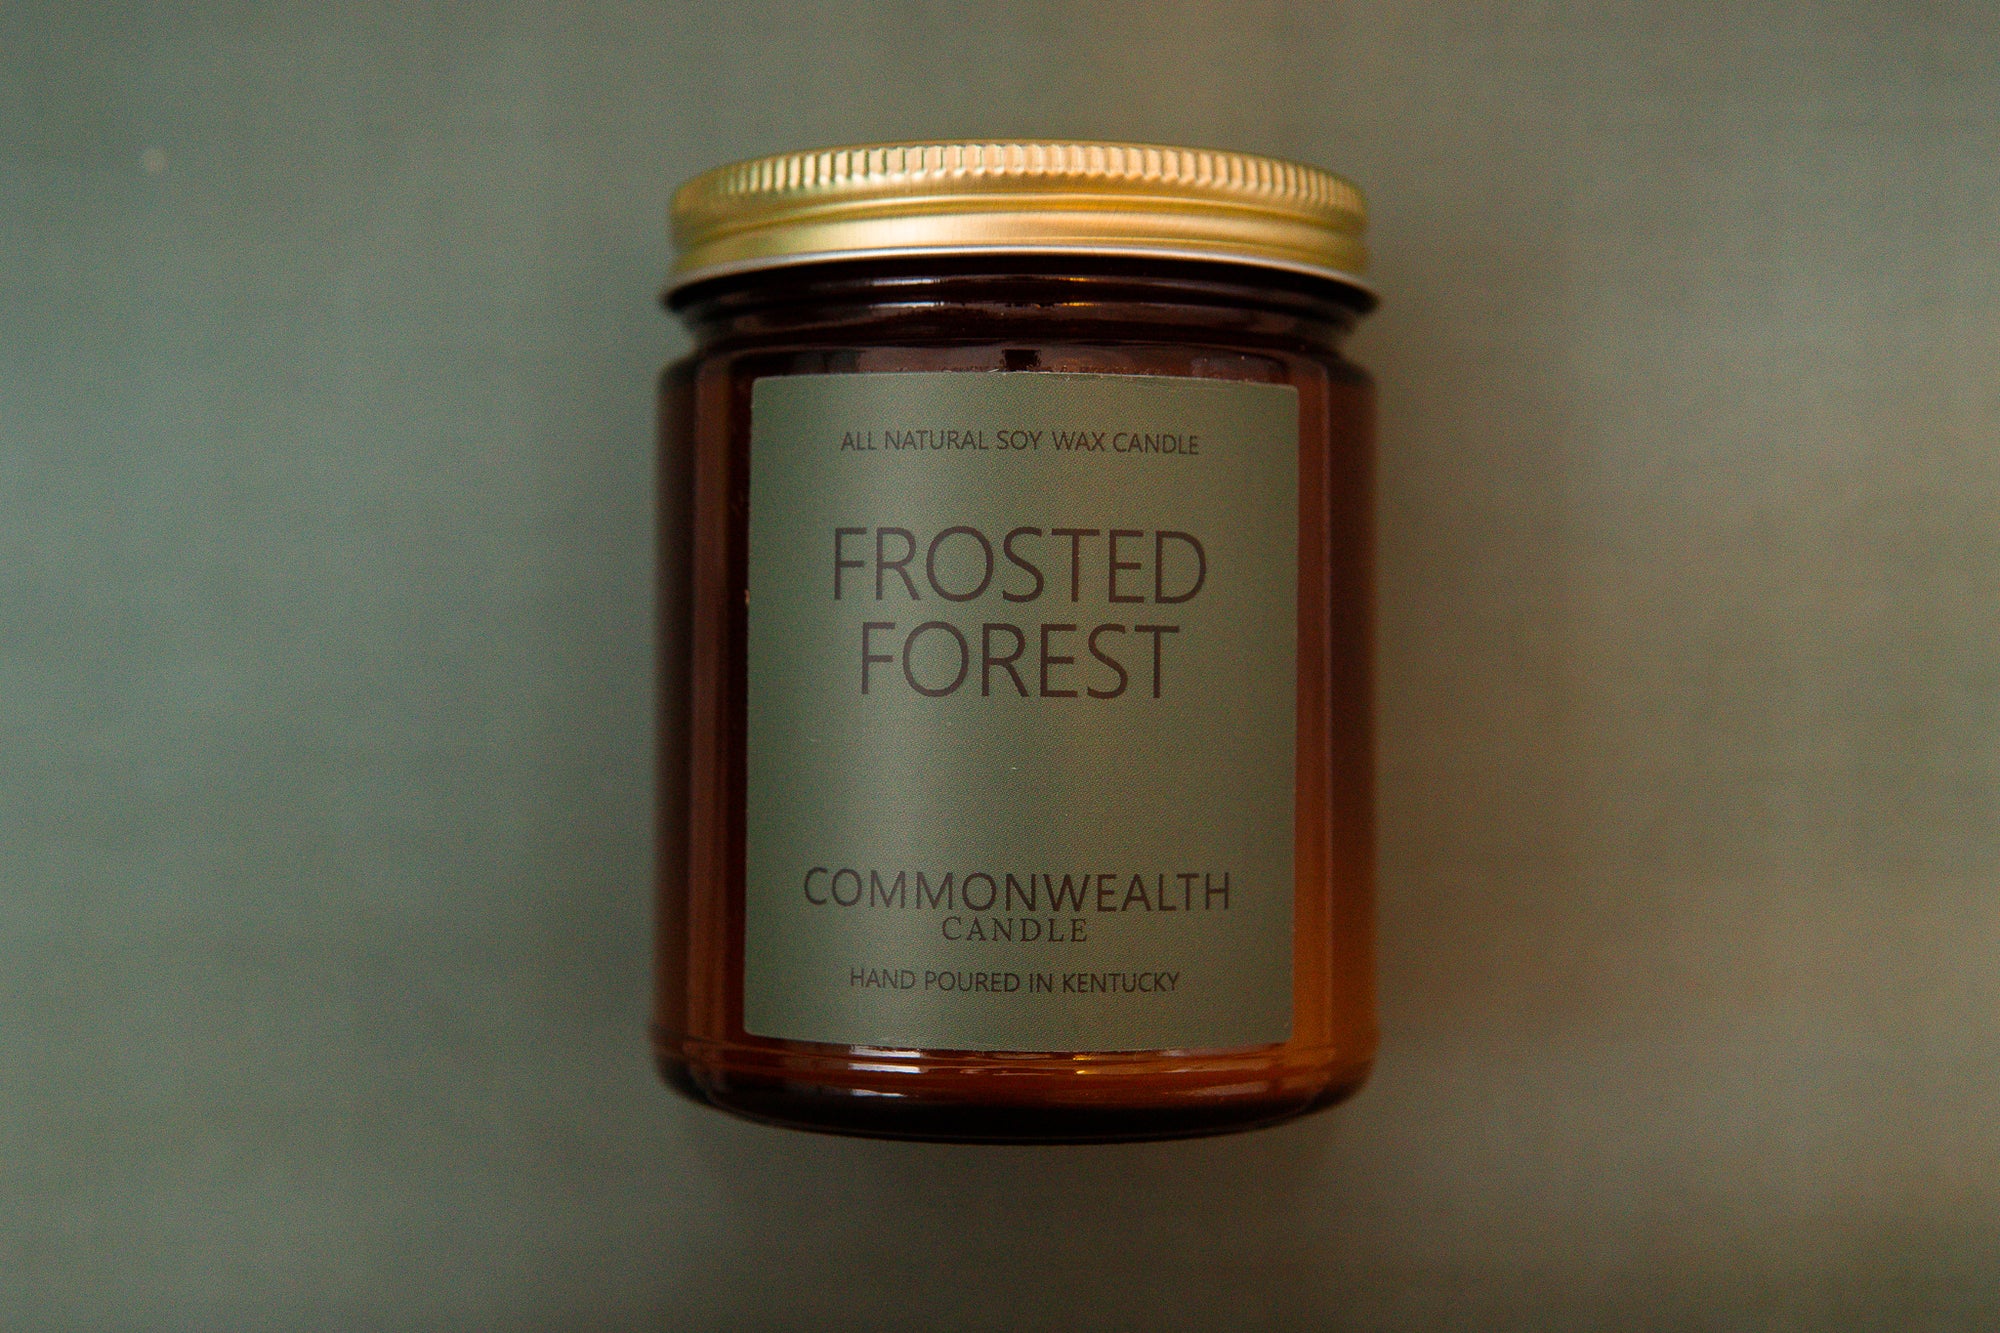 ALL NATURAL SOY WAX CANDLE
FROSTED
FOREST
COMMONWEALTH
CANDLE
HAND POURED IN KENTUCKY